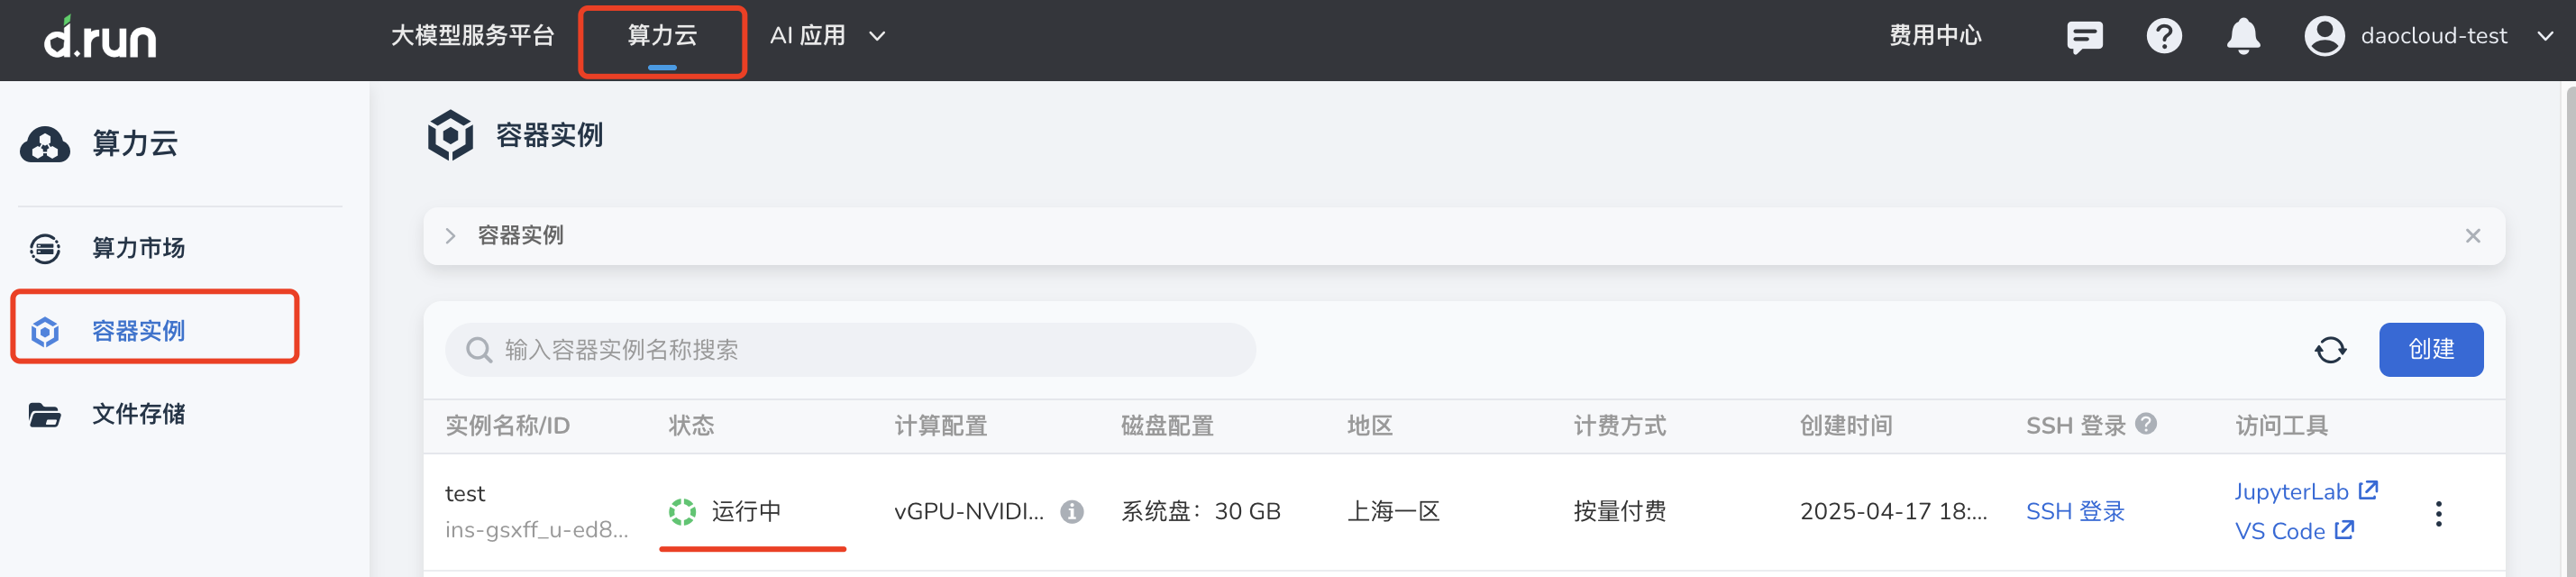 d.run
大模型服务平台
算力云
AI 应用
费用中心
daocloud-test
算力云
算力市场
容器实例
文件存储
容器实例
容器实例
输入容器实例名称搜索
创建
实例名称/ID 状态 计算配置 磁盘配置 地区 计费方式 创建时间 SSH 登录 访问工具
test
ins-gsxff_u-ed8...
运行中
vGPU-NVIDI...
系统盘：30 GB
上海一区
按量付费
2025-04-17 18:...
SSH 登录
JupyterLab
VS Code